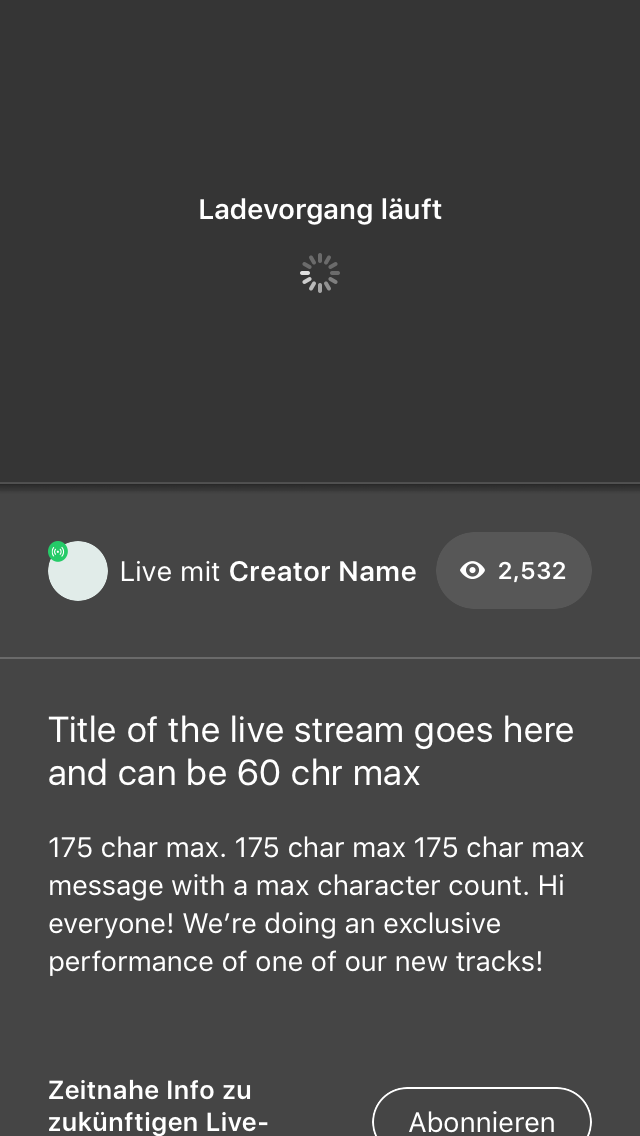 Ladevorgang läuft
Live mit Creator Name
2,532
Title of the live stream goes here
and can be 60 chr max
175 char max. 175 char max 175 char max
message with a max character count. Hi
everyone! We’re doing an exclusive
performance of one of our new tracks!
Zeitnahe Info zu
zukünftigen Live-
Abonnieren